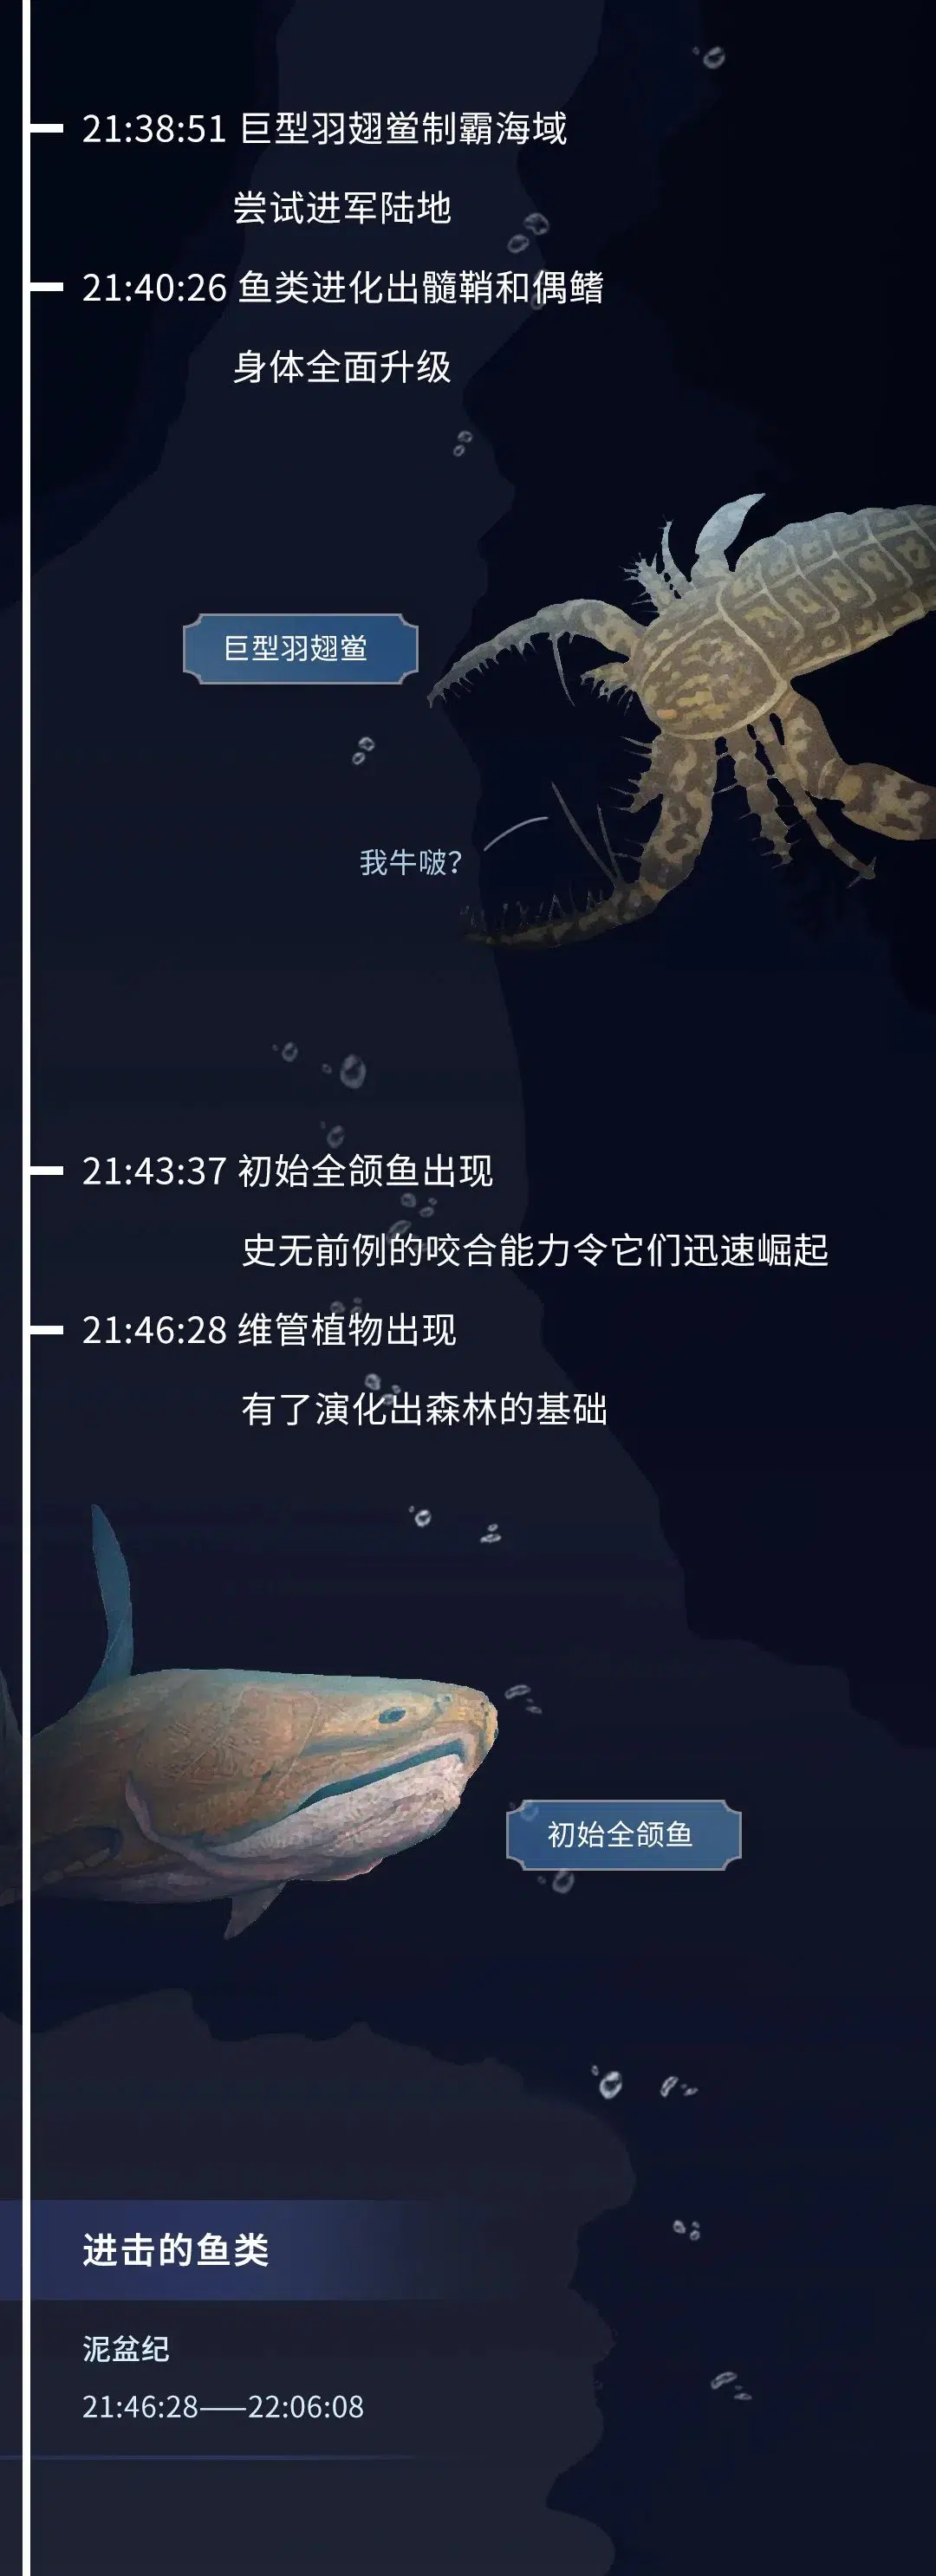 21:38:51 巨型羽翅鲎制霸海域
尝试进军陆地
21:40:26 鱼类进化出髓鞘和偶鳍
身体全面升级
巨型羽翅鲎
我牛啵？
21:43:37 初始全颌鱼出现
史无前例的咬合能力令它们迅速崛起
21:46:28 维管植物出现
有了演化出森林的基础
初始全颌鱼
进击的鱼类
泥盆纪
21:46:28——22:06:08